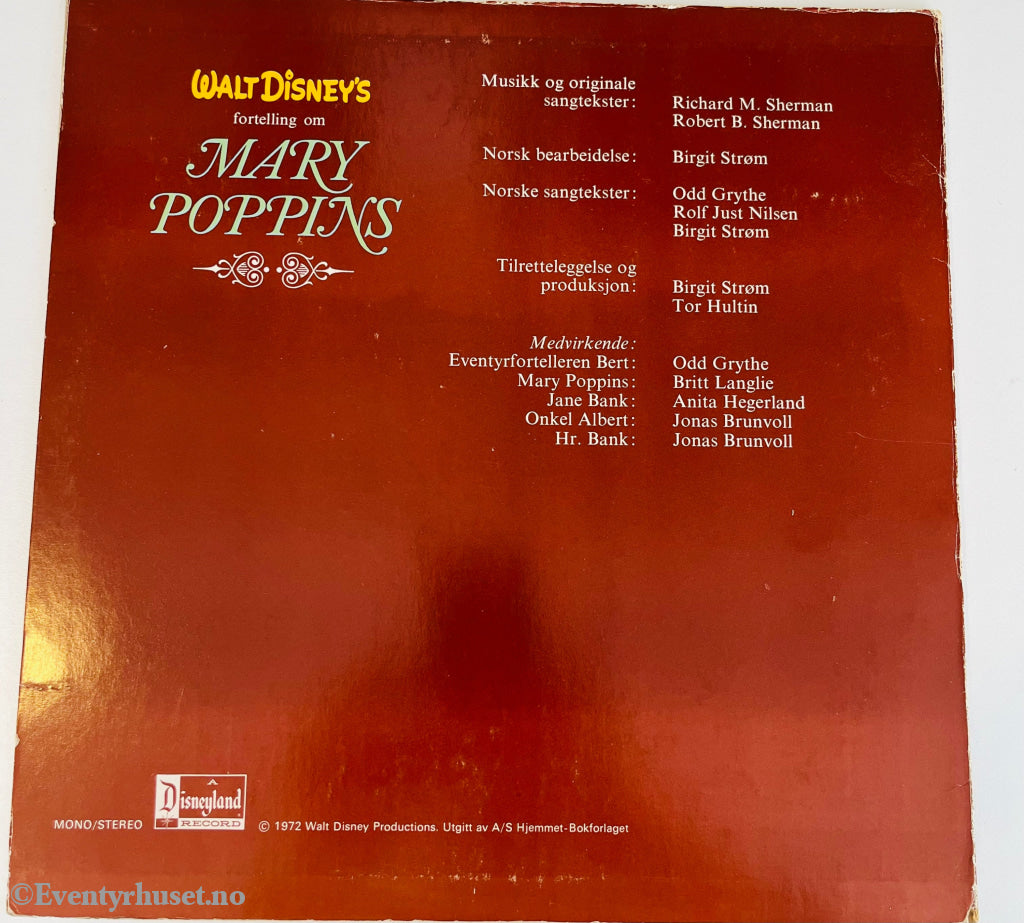 WALT DISNEY'S
fortelling om
MARY
POPPINS
Musikk og originale
sangtekster: Richard M. Sherman
Robert B. Sherman
Norsk bearbeidelse: Birgit Strøm
Norske sangtekster: Odd Grythe
Rolf Just Nilsen
Birgit Strøm
Tilretteleggelse og
produksjon: Birgit Strøm
Tor Hultin
Medvirkende:
Eventyrfortelleren Bert: Odd Grythe
Mary Poppins: Britt Langlie
Jane Bank: Anita Hegerland
Onkel Albert: Jonas Brunvoll
Hr. Bank: Jonas Brunvoll
A
Disneyland
RECORD
MONO/STEREO
© 1972 Walt Disney Productions. Utgitt av A/S Hjemmet-Bokforlaget
©Eventyrhuset.no